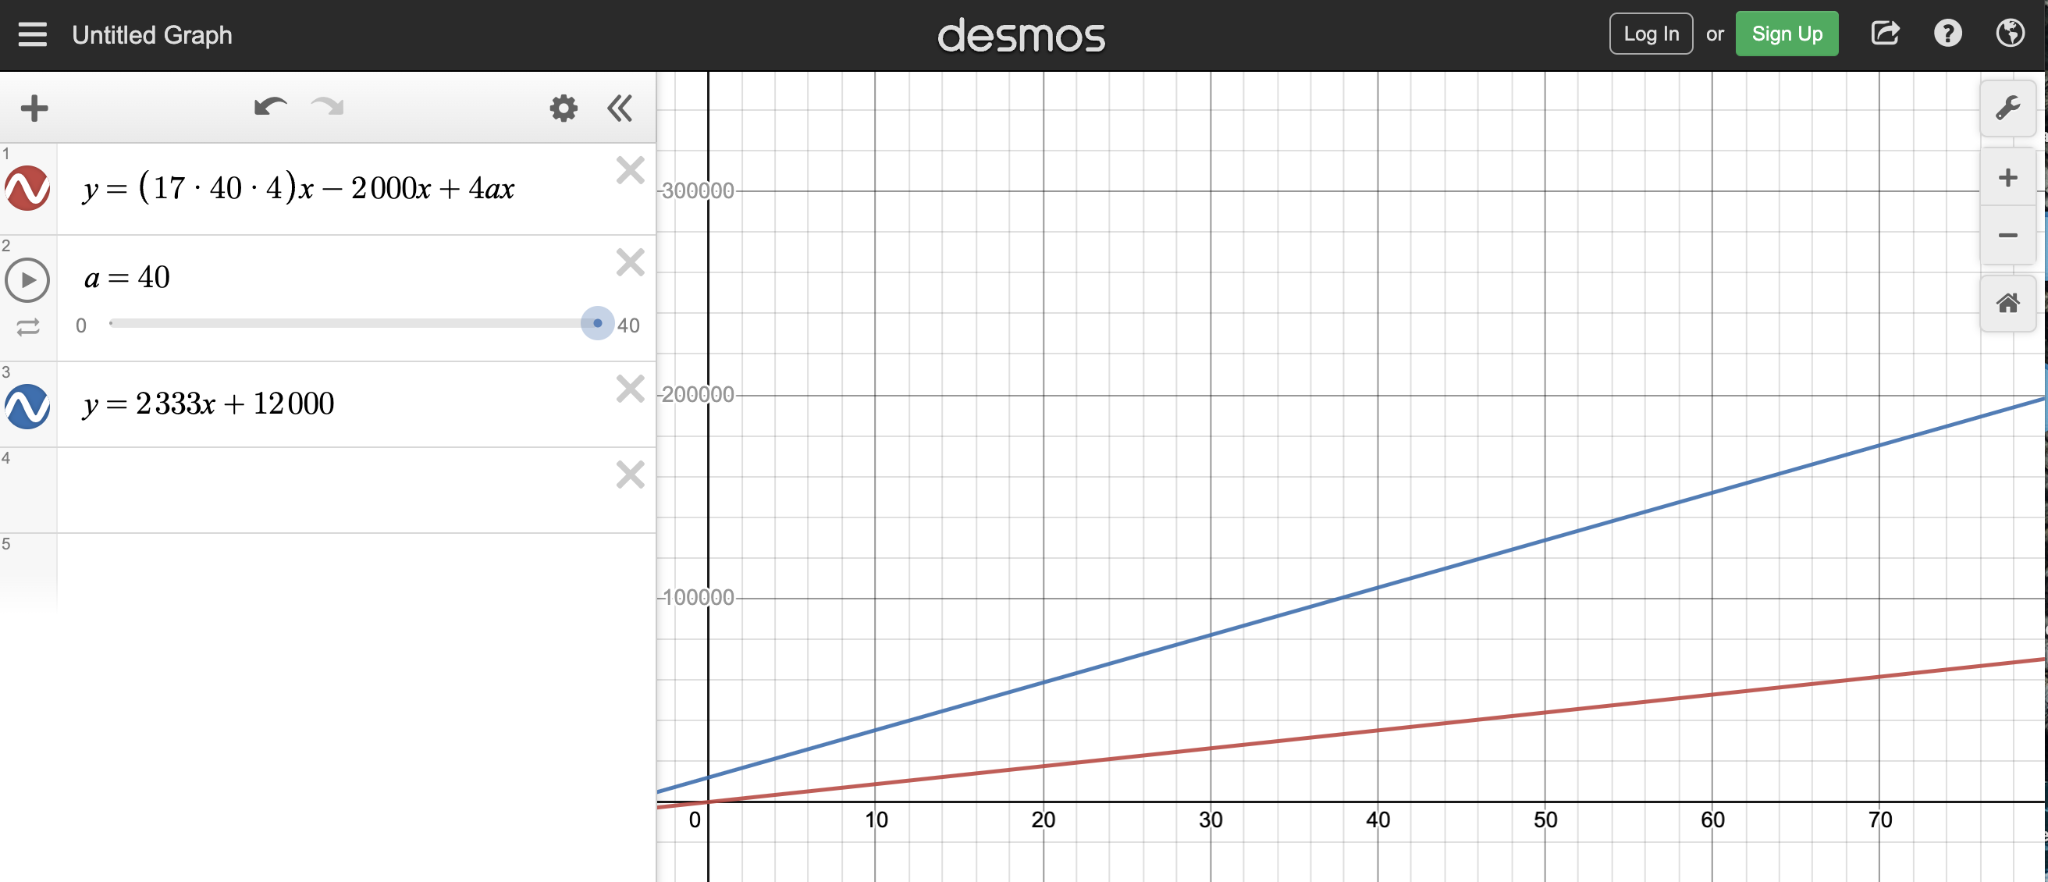 Untitled Graph
desmos
Log In or Sign Up
1
y = (17 · 40 · 4)x − 2000x + 4ax
2
a = 40
0 40
3
y = 2333x + 12000
4
5
300000
200000
100000
0 10 20 30 40 50 60 70